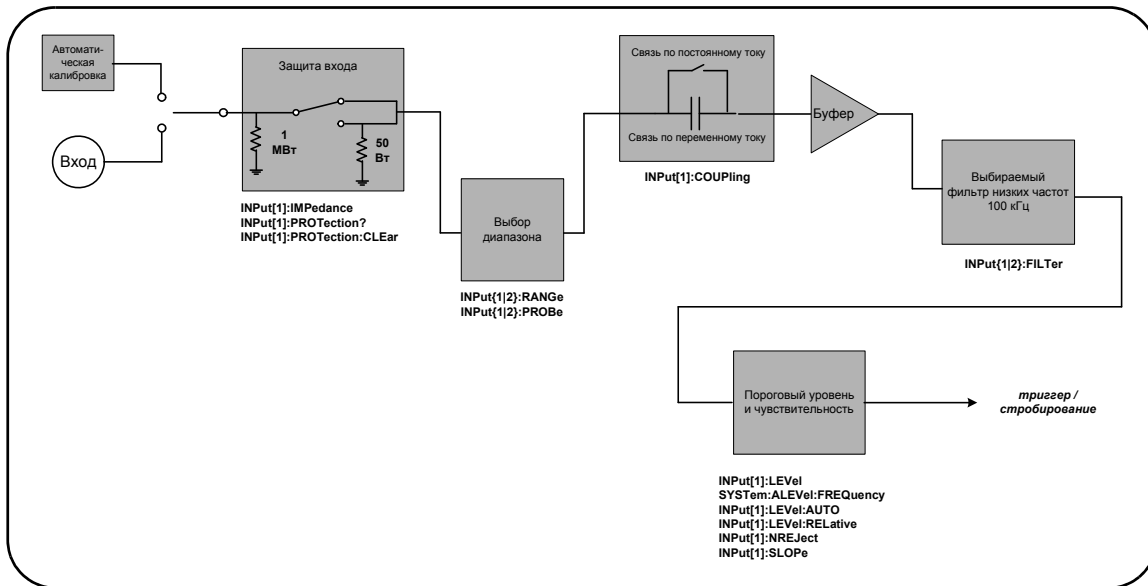 Автомати-
ческая
калибровка
Вход
Защита входа
1
МВт
50
Вт
INPut[1]:IMPedance
INPut[1]:PROTection?
INPut[1]:PROTection:CLEar
Выбор
диапазона
INPut{1|2}:RANGe
INPut{1|2}:PROBe
Связь по постоянному току
Связь по переменному току
INPut[1]:COUPling
Буфер
Выбираемый
фильтр низких частот
100 кГц
INPut{1|2}:FILTer
Пороговый уровень
и чувствительность
триггер /
стробирование
INPut[1]:LEVel
SYSTem:ALEVel:FREQuency
INPut[1]:LEVel:AUTO
INPut[1]:LEVel:RELative
INPut[1]:NREJect
INPut[1]:SLOPe